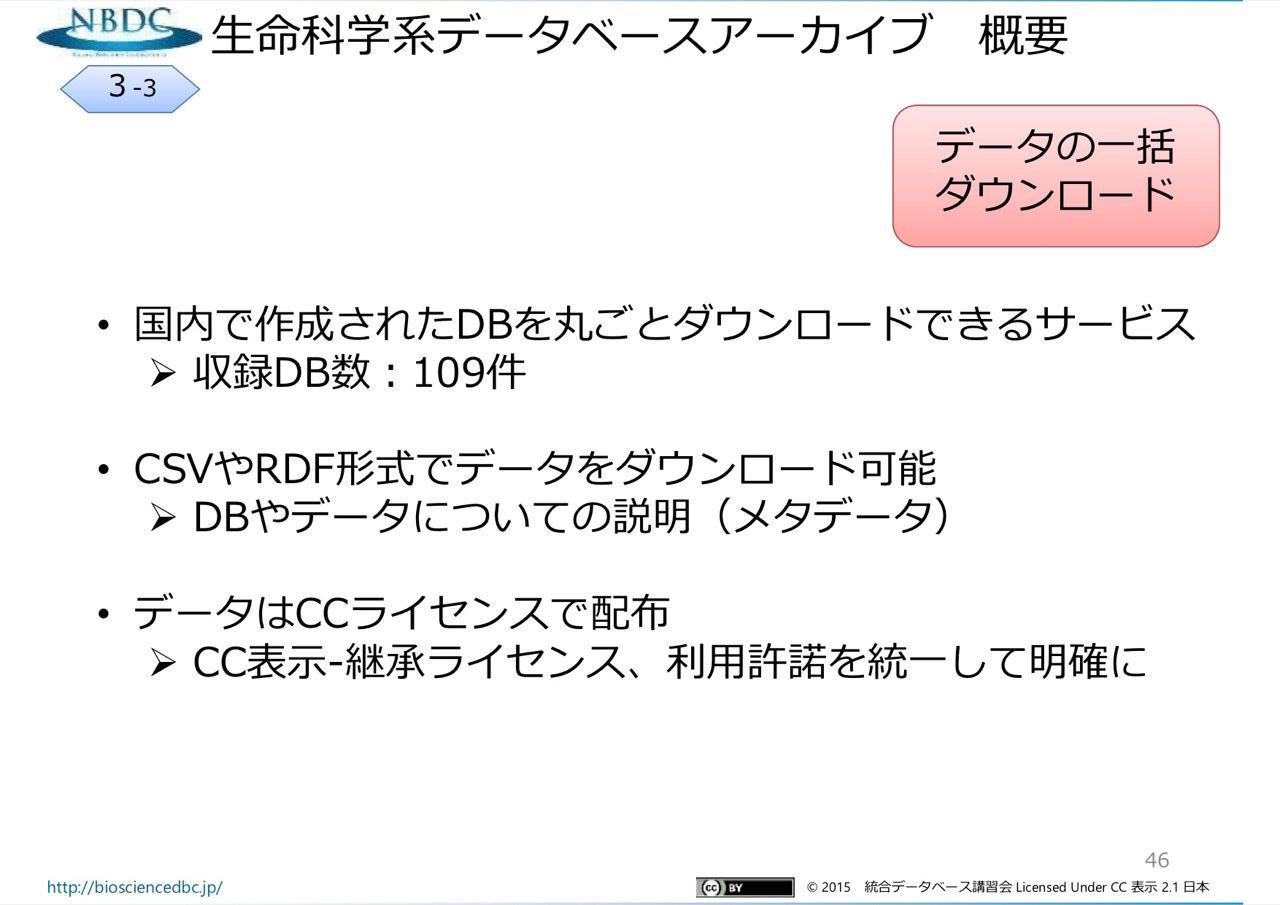 NBDC
生命科学系データベースアーカイブ　概要
3-3
データの一括
ダウンロード
• 国内で作成されたDBを丸ごとダウンロードできるサービス
➢ 収録DB数：109件
• CSVやRDF形式でデータをダウンロード可能
➢ DBやデータについての説明（メタデータ）
• データはCCライセンスで配布
➢ CC表示-継承ライセンス、利用許諾を統一して明確に
46
http://biosciencedbc.jp/
cc BY
© 2015　統合データベース講習会 Licensed Under CC 表示 2.1 日本